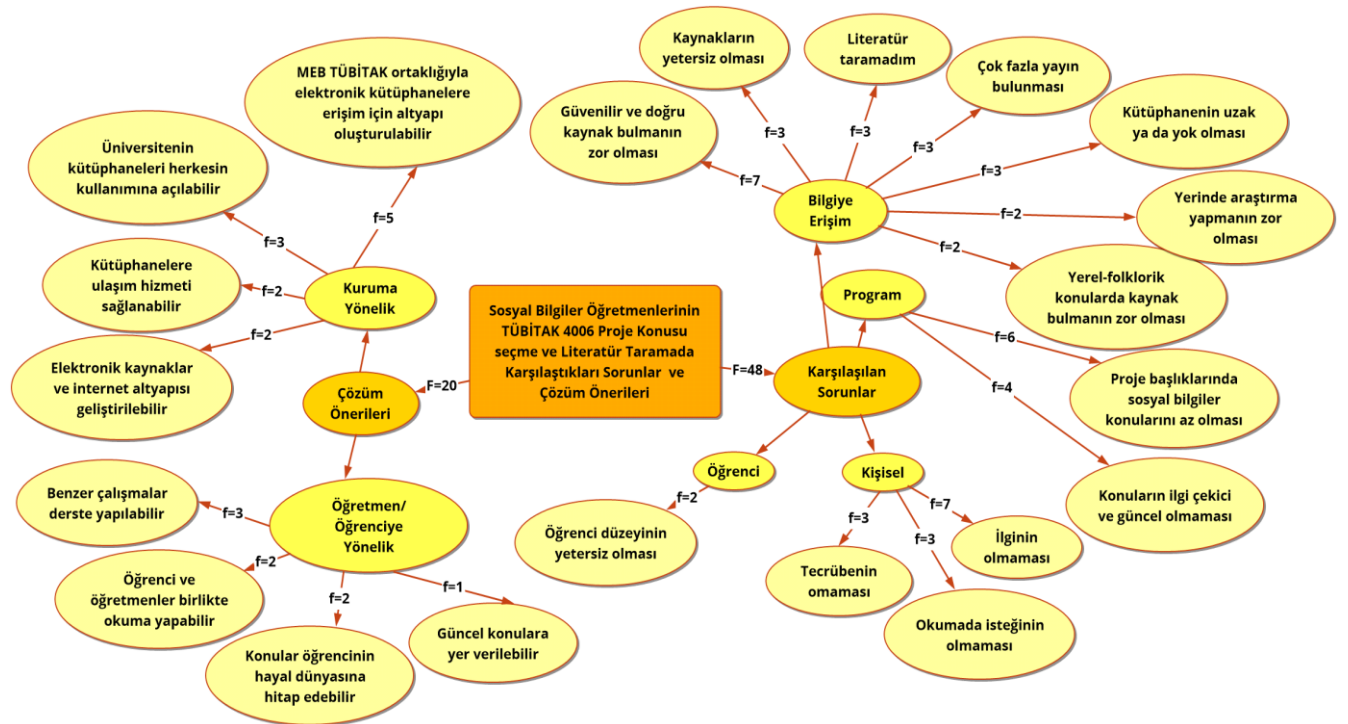 MEB TÜBİTAK ortaklığıyla
elektronik kütüphanelere
erişim için altyapı
oluşturulabilir
Üniversitenin
kütüphaneleri herkesin
kullanımına açılabilir
Kütüphanelere
ulaşım hizmeti
sağlanabilir
Elektronik kaynaklar
ve internet altyapısı
geliştirilebilir
f=5
f=3
f=2
f=2
Kuruma
Yönelik
Çözüm
Önerileri
F=20
Sosyal Bilgiler Öğretmenlerinin
TÜBİTAK 4006 Proje Konusu
seçme ve Literatür Taramada
Karşılaştıkları Sorunlar ve
Çözüm Önerileri
F=48
Karşılaşılan
Sorunlar
Öğretmen/
Öğrenciye
Yönelik
f=3
f=2
f=2
f=1
Benzer çalışmalar
derste yapılabilir
Öğrenci ve
öğretmenler birlikte
okuma yapabilir
Konular öğrencinin
hayal dünyasına
hitap edebilir
Güncel konulara
yer verilebilir
Bilgiye
Erişim
f=7
f=3
f=3
f=3
f=3
f=2
f=2
Güvenilir ve doğru
kaynak bulmanın
zor olması
Kaynakların
yetersiz olması
Literatür
taramadım
Çok fazla yayın
bulunması
Kütüphanenin uzak
ya da yok olması
Yerinde araştırma
yapmanın zor
olması
Yerel-folklorik
konularda kaynak
bulmanın zor olması
Program
f=6
f=4
Proje başlıklarında
sosyal bilgiler
konularını az olması
Konuların ilgi çekici
ve güncel olmaması
Öğrenci
f=2
Öğrenci düzeyinin
yetersiz olması
Kişisel
f=3
f=3
f=7
Tecrübenin
omaması
Okumada isteğinin
olmaması
İlginin
olmaması